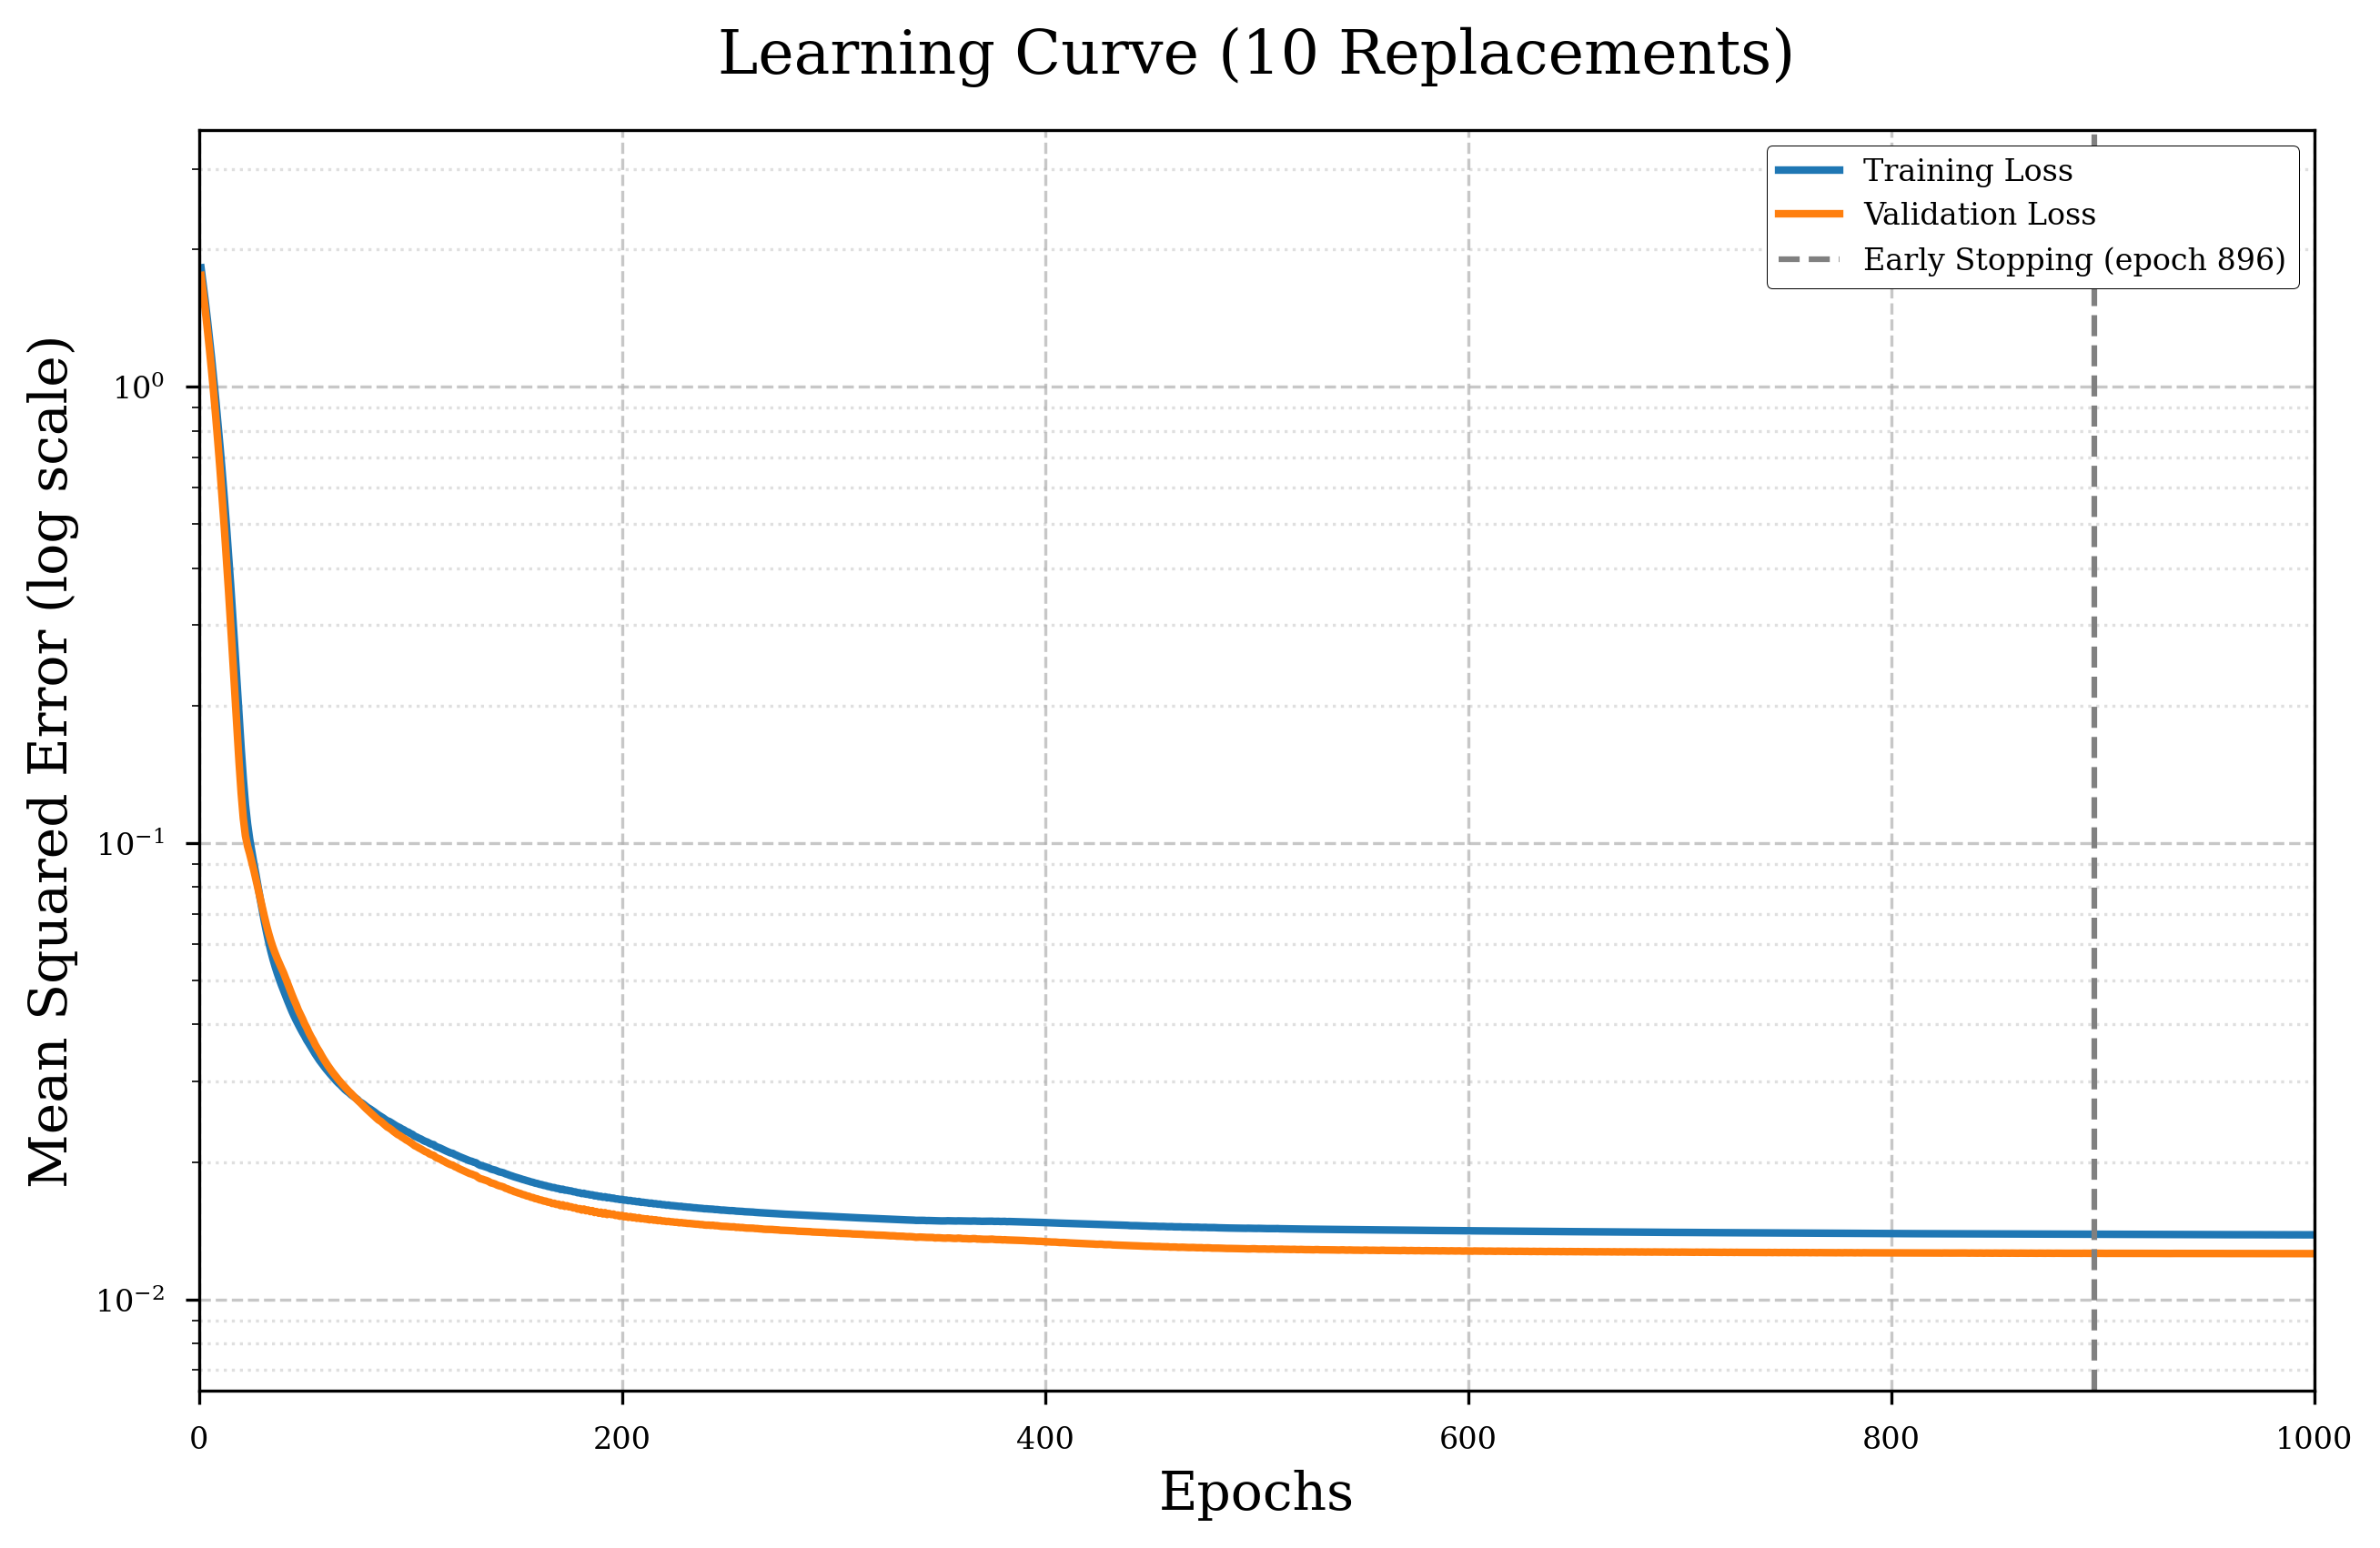 Learning Curve (10 Replacements)
Training Loss
Validation Loss
Early Stopping (epoch 896)
Mean Squared Error (log scale)
10⁰
10⁻¹
10⁻²
0 200 400 600 800 1000
Epochs